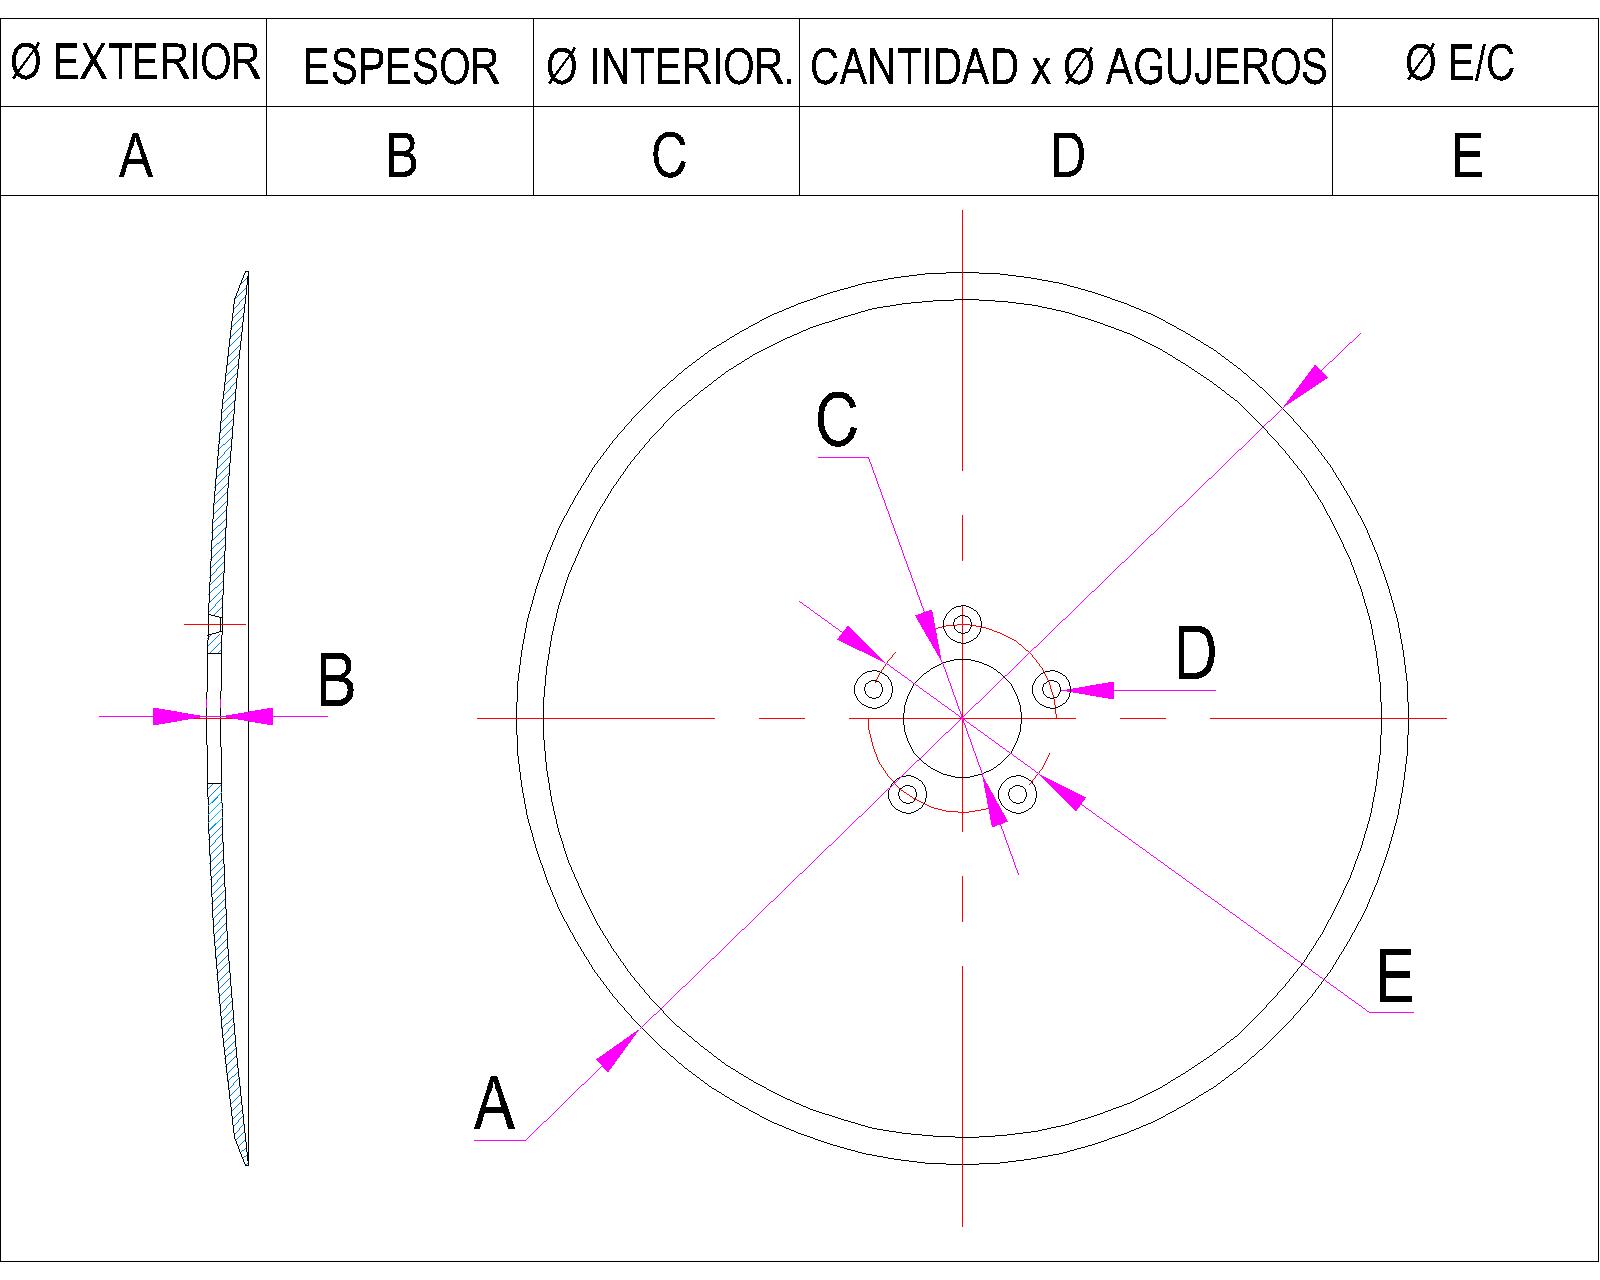 Ø EXTERIOR ESPESOR Ø INTERIOR. CANTIDAD x Ø AGUJEROS Ø E/C
A B C D E
C
D
B
E
A